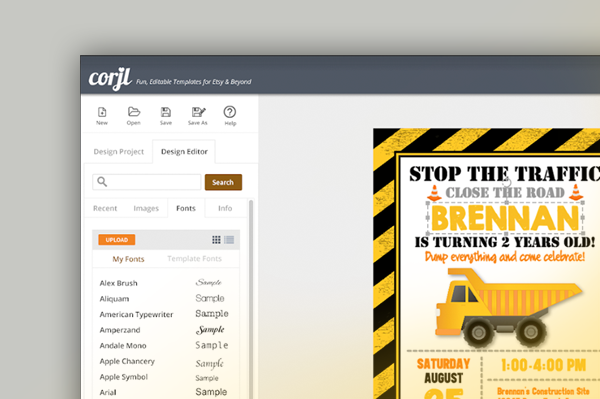 corjl Fun, Editable Templates for Etsy & Beyond
New Open Save Save As Help
Design Project Design Editor
Search
Recent Images Fonts Info
UPLOAD
My Fonts Template Fonts
Alex Brush Sample
Aliquam Sample
American Typewriter Sample
Amperzand Sample
Andale Mono Sample
Apple Chancery Sample
Apple Symbol Sample
Arial Sample
STOP THE TRAFFIC
CLOSE THE ROAD
BRENNAN
IS TURNING 2 YEARS OLD!
Dump everything and come celebrate!
SATURDAY
AUGUST
1:00-4:00 PM
Brennan's Construction Site